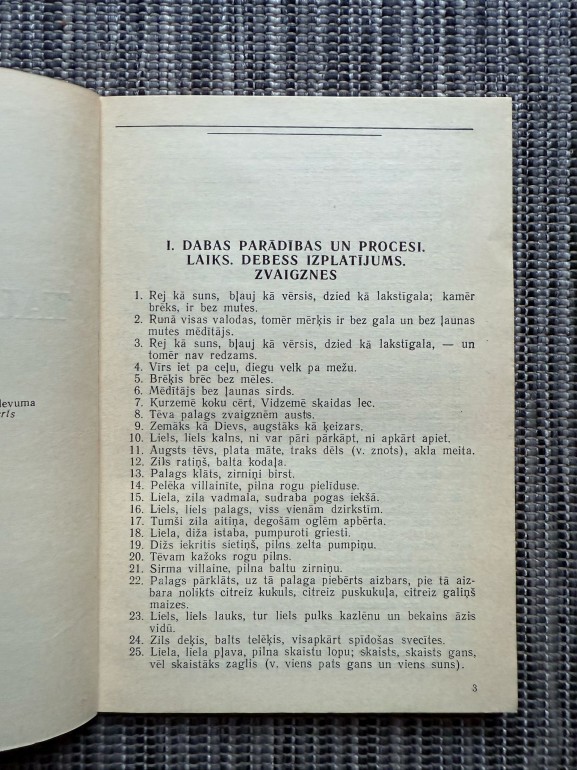 ļevuma
erts
I. DABAS PARĀDĪBAS UN PROCESI.
LAIKS. DEBESS IZPLATĪJUMS.
ZVAIGZNES
1. Rej kā suns, bļauj kā vērsis, dzied kā lakstīgala; kamēr
brēks, ir bez mutes.
2. Runā visas valodas, tomēr mērķis ir bez gala un bez ļaunas
mutes mēdītājs.
3. Rej kā suns, bļauj kā vērsis, dzied kā lakstīgala, — un
tomēr nav redzams.
4. Vīrs iet pa ceļu, diegu velk pa mežu.
5. Brēķis brēc bez mēles.
6. Mēdītājs bez ļaunas sirds.
7. Kurzemē koku cērt, Vidzemē skaidas lec.
8. Tēva palags zvaigznēm austs.
9. Zemāks kā Dievs, augstāks kā ķeizars.
10. Liels, liels kalns, ni var pāri pārkāpt, ni apkārt apiet.
11. Augsts tēvs, plata māte, traks dēls (v. znots), akla meita.
12. Zils ratiņš, balta kodaļa.
13. Palags klāts, zirniņi birst.
14. Pelēka villainīte, pilna rogu pielīduse.
15. Liela, zila vadmala, sudraba pogas iekšā.
16. Liels, liels palags, viss vienām dzirkstīm.
17. Tumši zila aitiņa, degošām oglēm apbērta.
18. Liela, diža istaba, pumpuroti griesti.
19. Dižs iekritis sietiņš, pilns zelta pumpiņu.
20. Tēvam kažoks rogu pilns.
21. Sirma villaine, pilna baltu zirniņu.
22. Palags pārklāts, uz tā palaga piebērts aizbars, pie tā aiz-
bara nolikts citreiz kukuls, citreiz puskukuļa, citreiz galiņš
maizes.
23. Liels, liels lauks, tur liels pulks kazlēnu un bekains āzis
vidū.
24. Zils deķis, balts telēķis, visapkārt spīdošas svecītes.
25. Liela, liela pļava, pilna skaistu lopu; skaists, skaists gans,
vēl skaistāks zaglis (v. viens pats gans un viens suns).
3